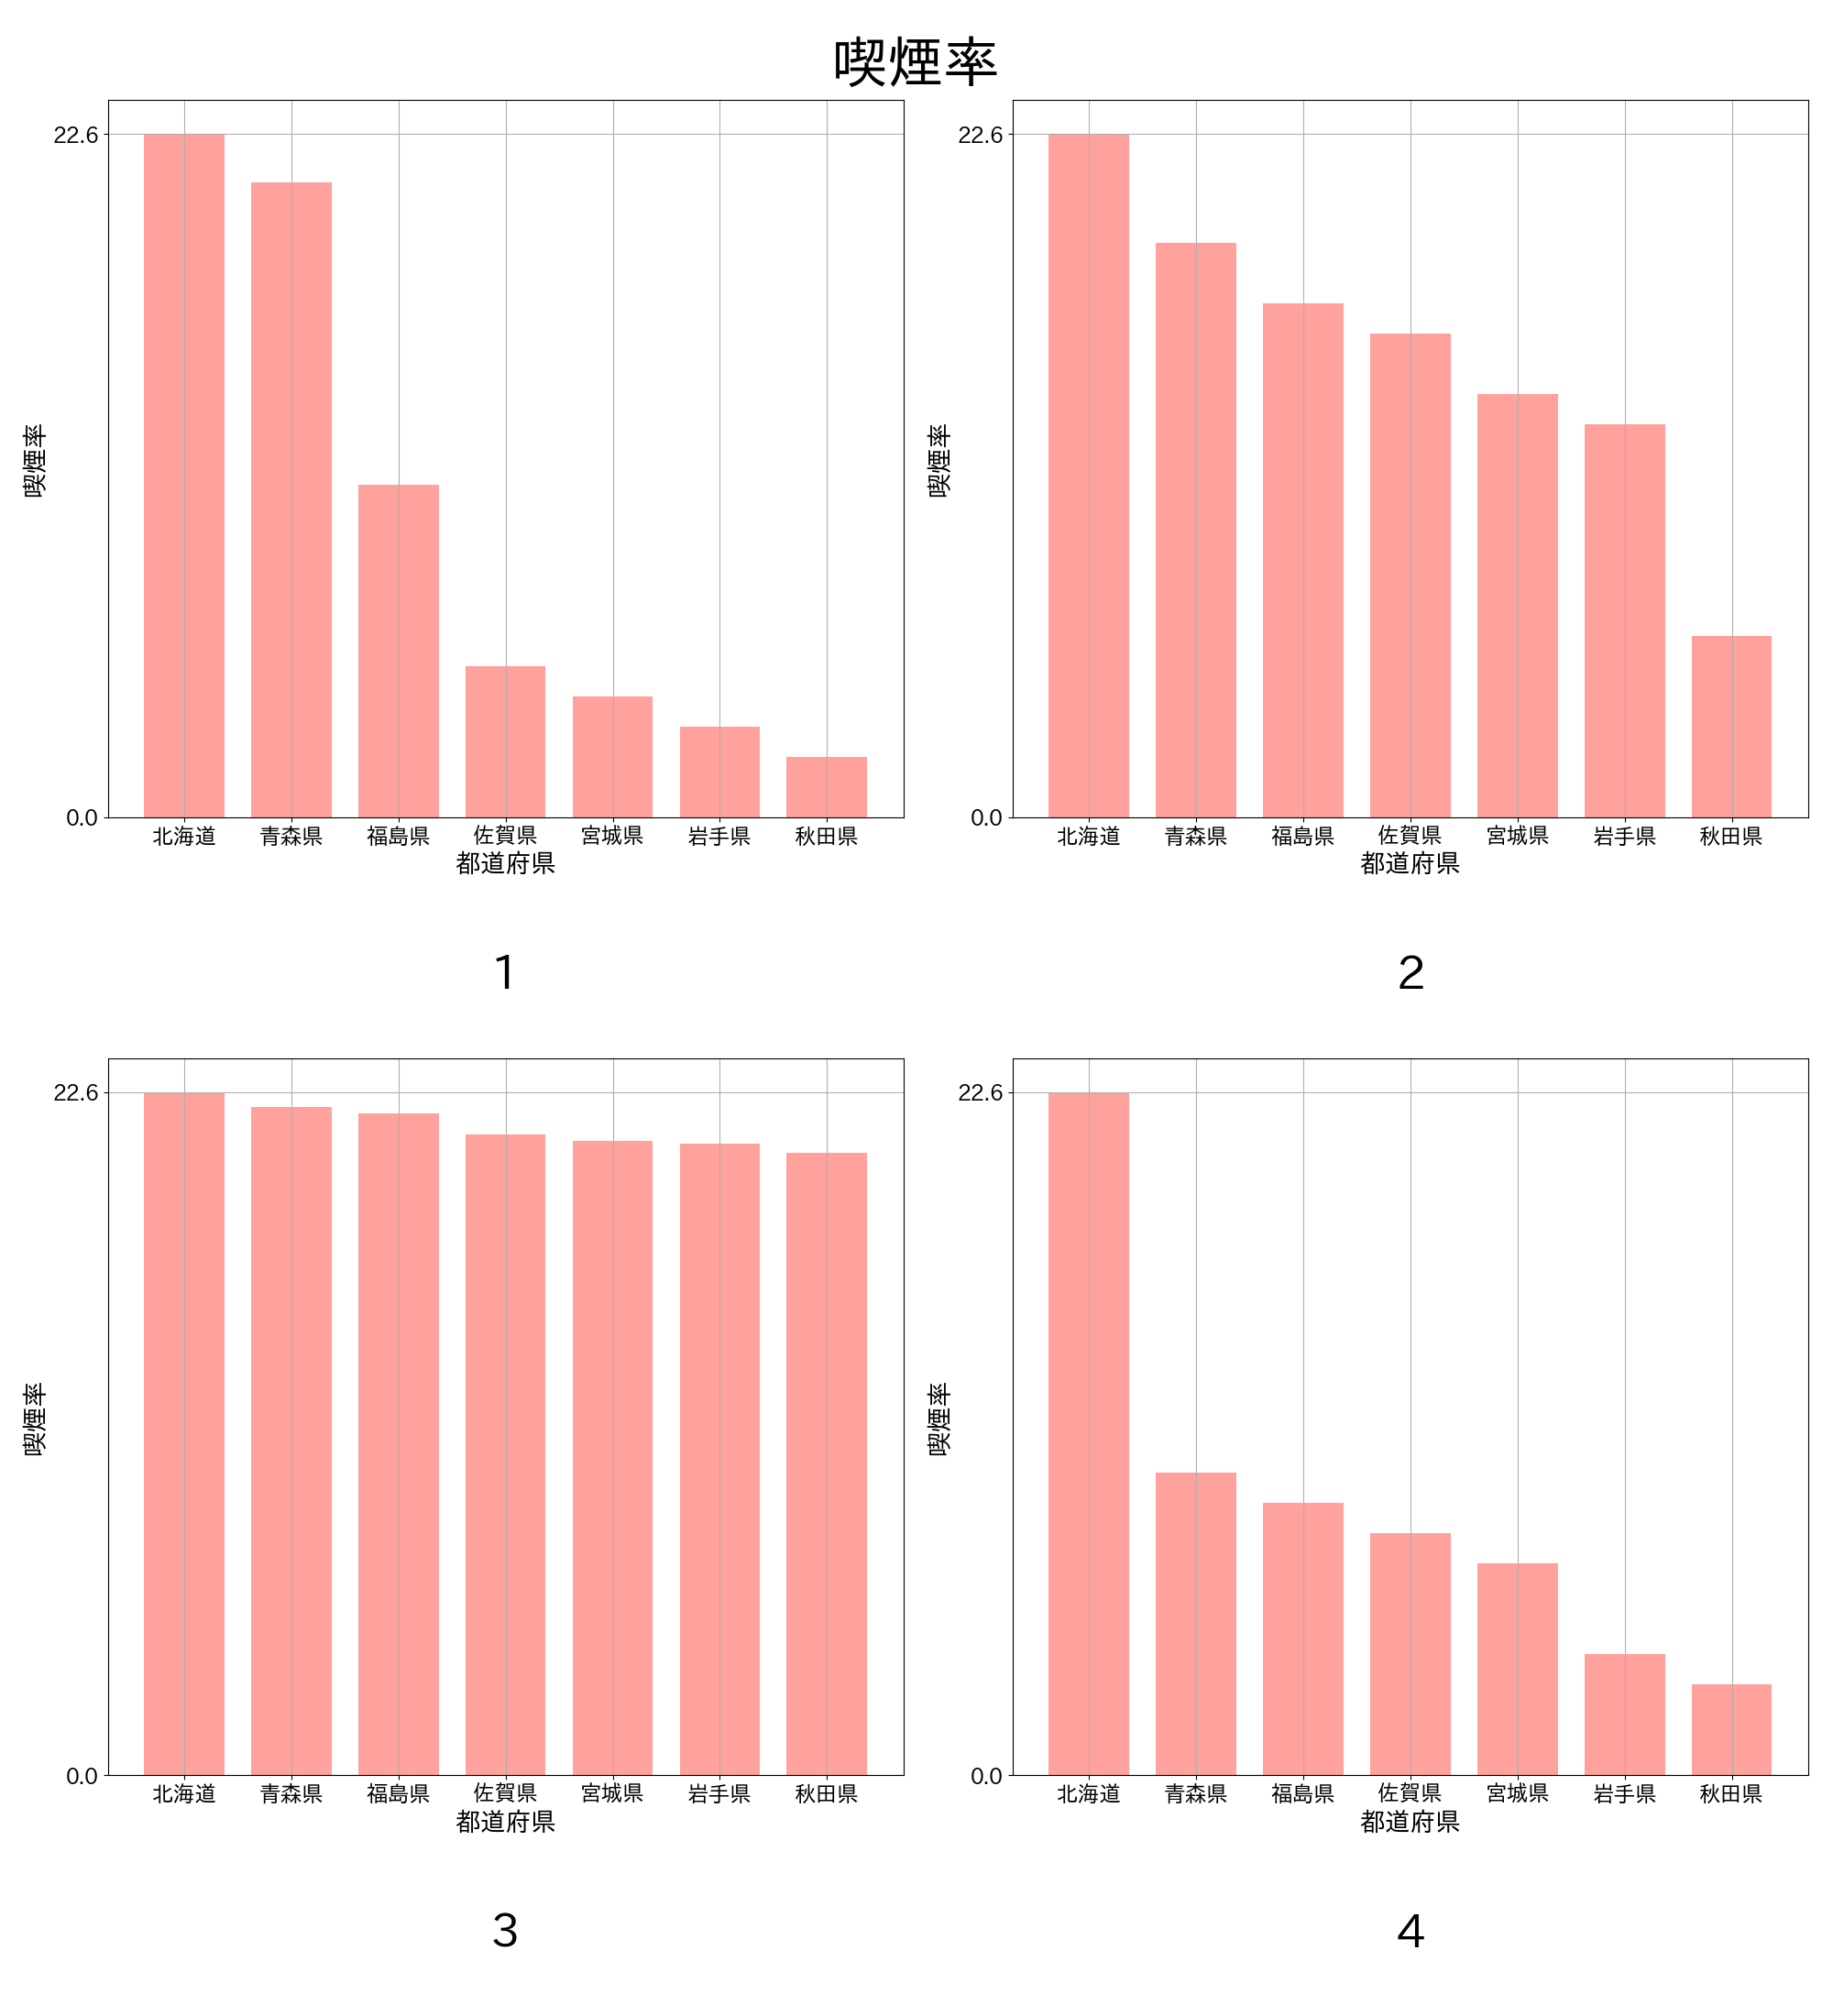 喫煙率
22.6
0.0
喫煙率
北海道 青森県 福島県 佐賀県 宮城県 岩手県 秋田県
都道府県
1
22.6
0.0
喫煙率
北海道 青森県 福島県 佐賀県 宮城県 岩手県 秋田県
都道府県
2
22.6
0.0
喫煙率
北海道 青森県 福島県 佐賀県 宮城県 岩手県 秋田県
都道府県
3
22.6
0.0
喫煙率
北海道 青森県 福島県 佐賀県 宮城県 岩手県 秋田県
都道府県
4